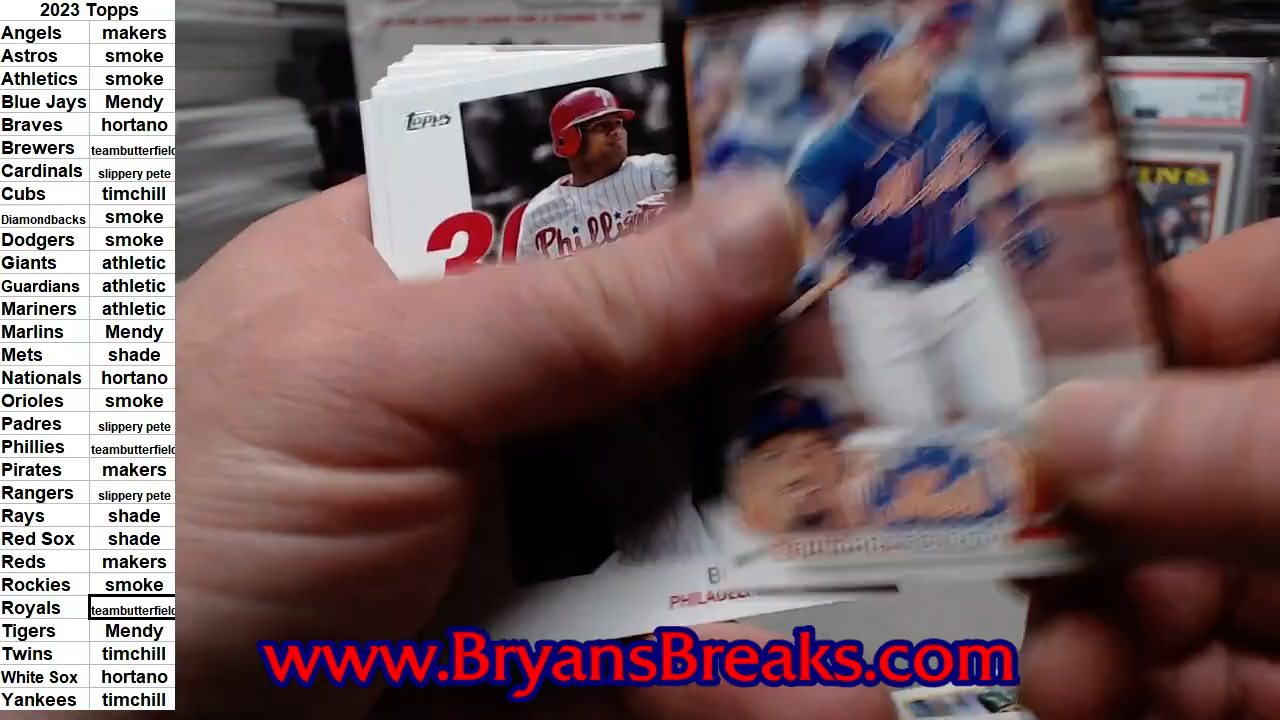 2023 Topps
Angels makers
Astros smoke
Athletics smoke
Blue Jays Mendy
Braves hortano
Brewers teambutterfield
Cardinals slippery pete
Cubs timchill
Diamondbacks smoke
Dodgers smoke
Giants athletic
Guardians athletic
Mariners athletic
Marlins Mendy
Mets shade
Nationals hortano
Orioles smoke
Padres slippery pete
Phillies teambutterfield
Pirates makers
Rangers slippery pete
Rays shade
Red Sox shade
Reds makers
Rockies smoke
Royals teambutterfield
Tigers Mendy
Twins timchill
White Sox hortano
Yankees timchill
TOPPS
Phillies
www.BryansBreaks.com